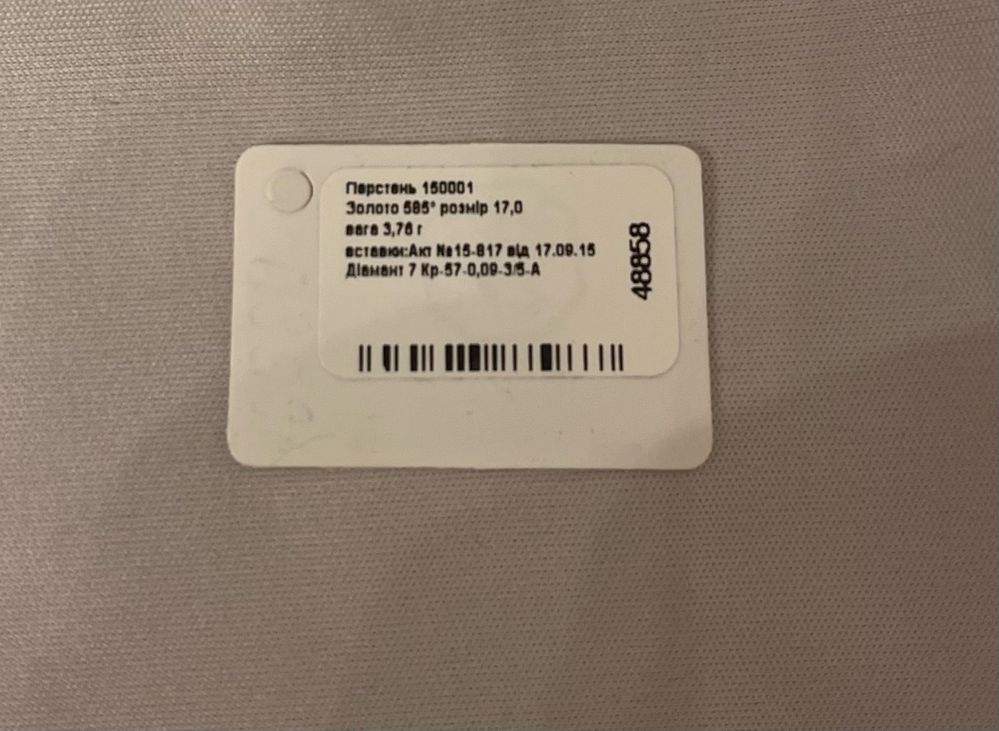 Перстень 150001
Золото 585° розмір 17,0
вага 3,76 г
вставки:Акт №15-817 від 17.09.15
Діамант 7 Кр-57-0,09-3/5-А
48858